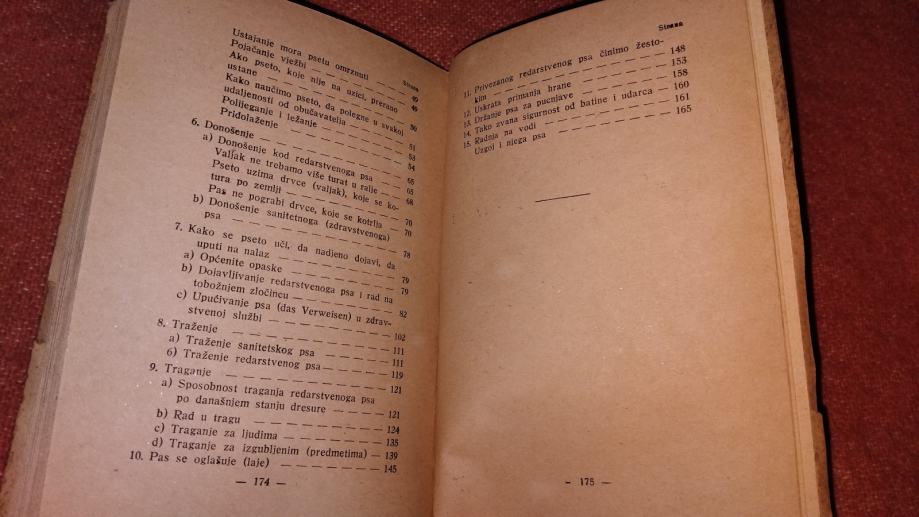 Strana
Ustajanje mora psetu omrznuti — 49
Pojačanje vježbi — — — — — 49
Ako pseto, koje nije na uzici, prerano
ustane — — — — — — — 50
Kako naučimo pseto, da polegne u svakoj
udaljenosti od obučavatelja — — — 51
Polijeganje i ležanje — — — — 53
Pridolaženje — — — — — — 54
6. Donošenje — — — — — — — 65
a) Donošenje kod redarstvenoga psa — 65
Valjak ne trebamo više turat u ralje — 68
Pseto uzima drvce (valjak), koje se ko-
tura po zemlji — — — — — 70
Pas ne pograbi drvce, koje se kotrlja — 70
b) Donošenje sanitetnoga (zdravstvenoga)
psa — — — — — — — — 78
7. Kako se pseto uči, da nadjeno dojavi, da
uputi na nalaz — — — — — — 79
a) Općenite opaske — — — — — 79
b) Dojavljivanje redarstvenoga psa i rad na
tobožnjem zločincu — — — — — 82
c) Upućivanje psa (das Verweisen) u zdrav-
stvenoj službi — — — — — — 102
8. Traženje — — — — — — — 111
a) Traženje sanitetskog psa — — — — 111
б) Traženje redarstvenog psa — — — 119
9. Traganje — — — — — — — — 121
a) Sposobnost traganja redarstvenoga psa
po današnjem stanju dresure — — — 121
b) Rad u tragu — — — — — — — 124
c) Traganje za ljudima — — — — — 135
d) Traganje za izgubljenim (predmetima) — 139
10. Pas se oglašuje (laje) — — — — — 145
— 174 —
Strana
11. Privezanog redarstvenog psa činimo žesto-
kim — — — — — — — — 148
12. Uskrata primanja hrane — — — — 153
13. Držanje psa za pucnjave — — — — 158
14. Tako zvana sigurnost od batine i udarca — 160
15. Radnja na vodi — — — — — — 161
Uzgoj i njega psa — — — — — — 165
— 175 —